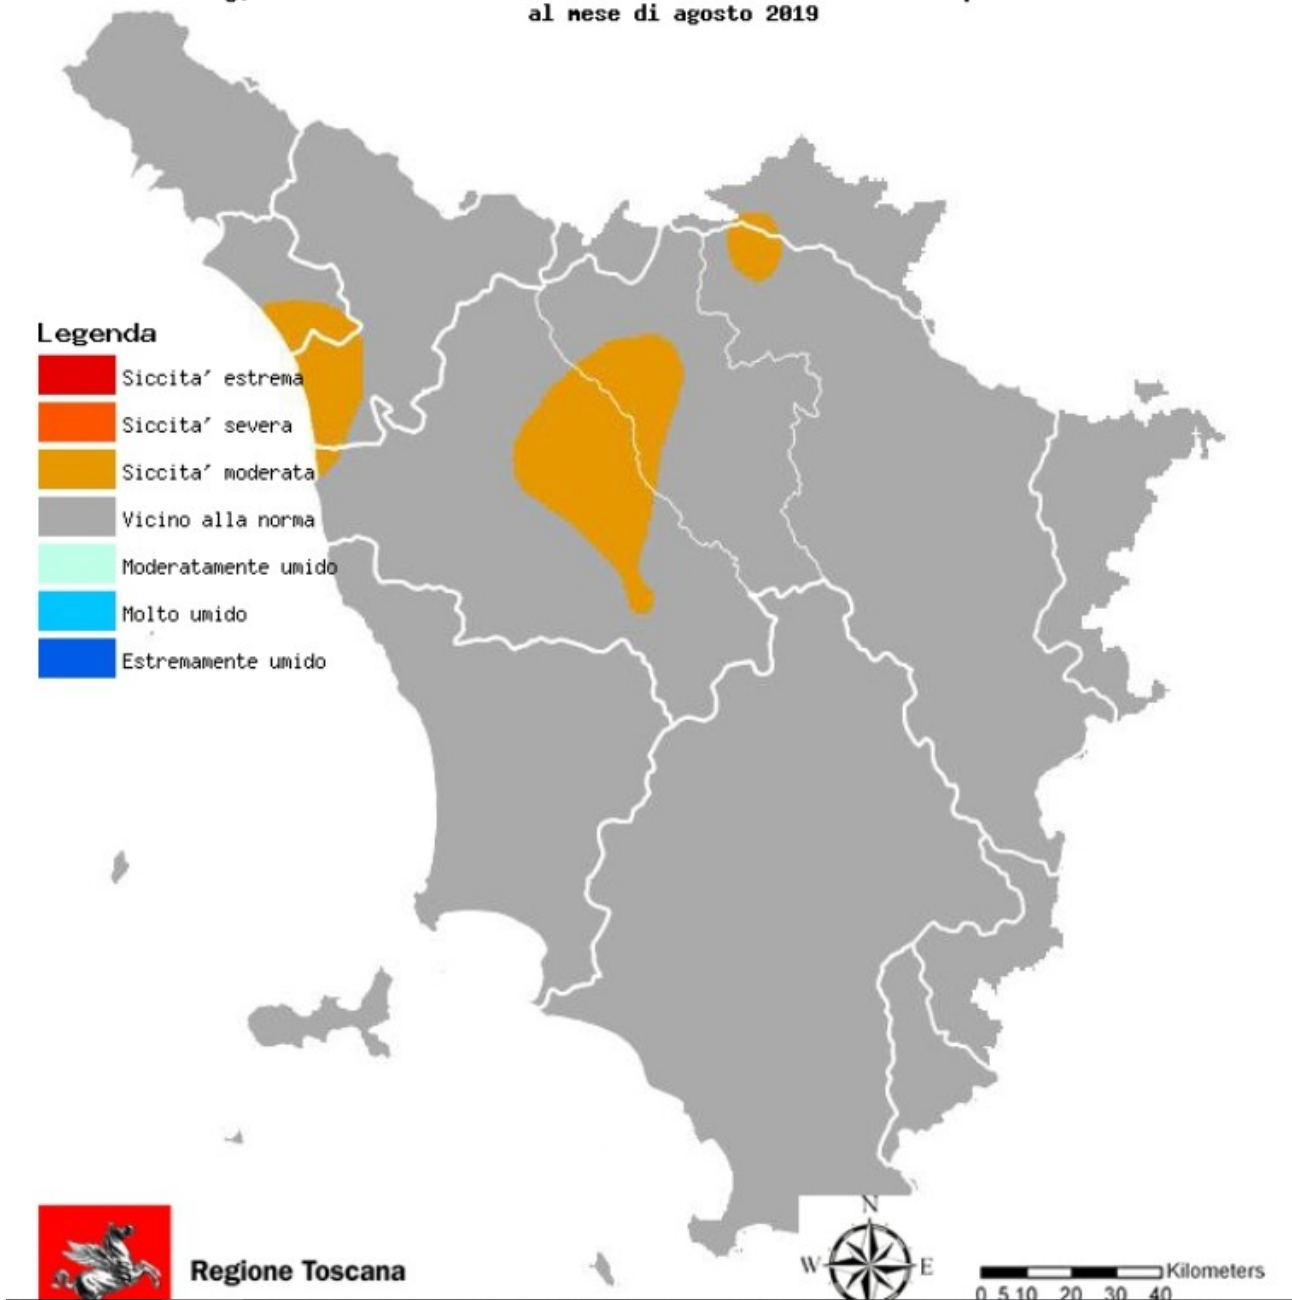 al mese di agosto 2019
Legenda
Siccita' estrema
Siccita' severa
Siccita' moderata
Vicino alla norma
Moderatamente umido
Molto umido
Estremamente umido
N
W E
Regione Toscana
Kilometers
0 5 10 20 30 40